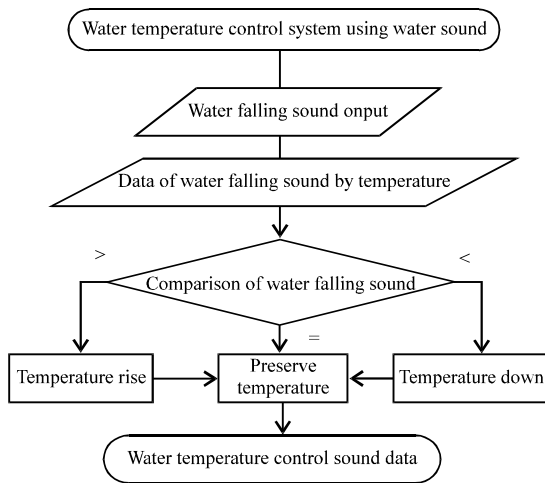 Water temperature control system using water sound
Water falling sound onput
Data of water falling sound by temperature
>
<
Comparison of water falling sound
=
Temperature rise
Preserve
temperature
Temperature down
Water temperature control sound data